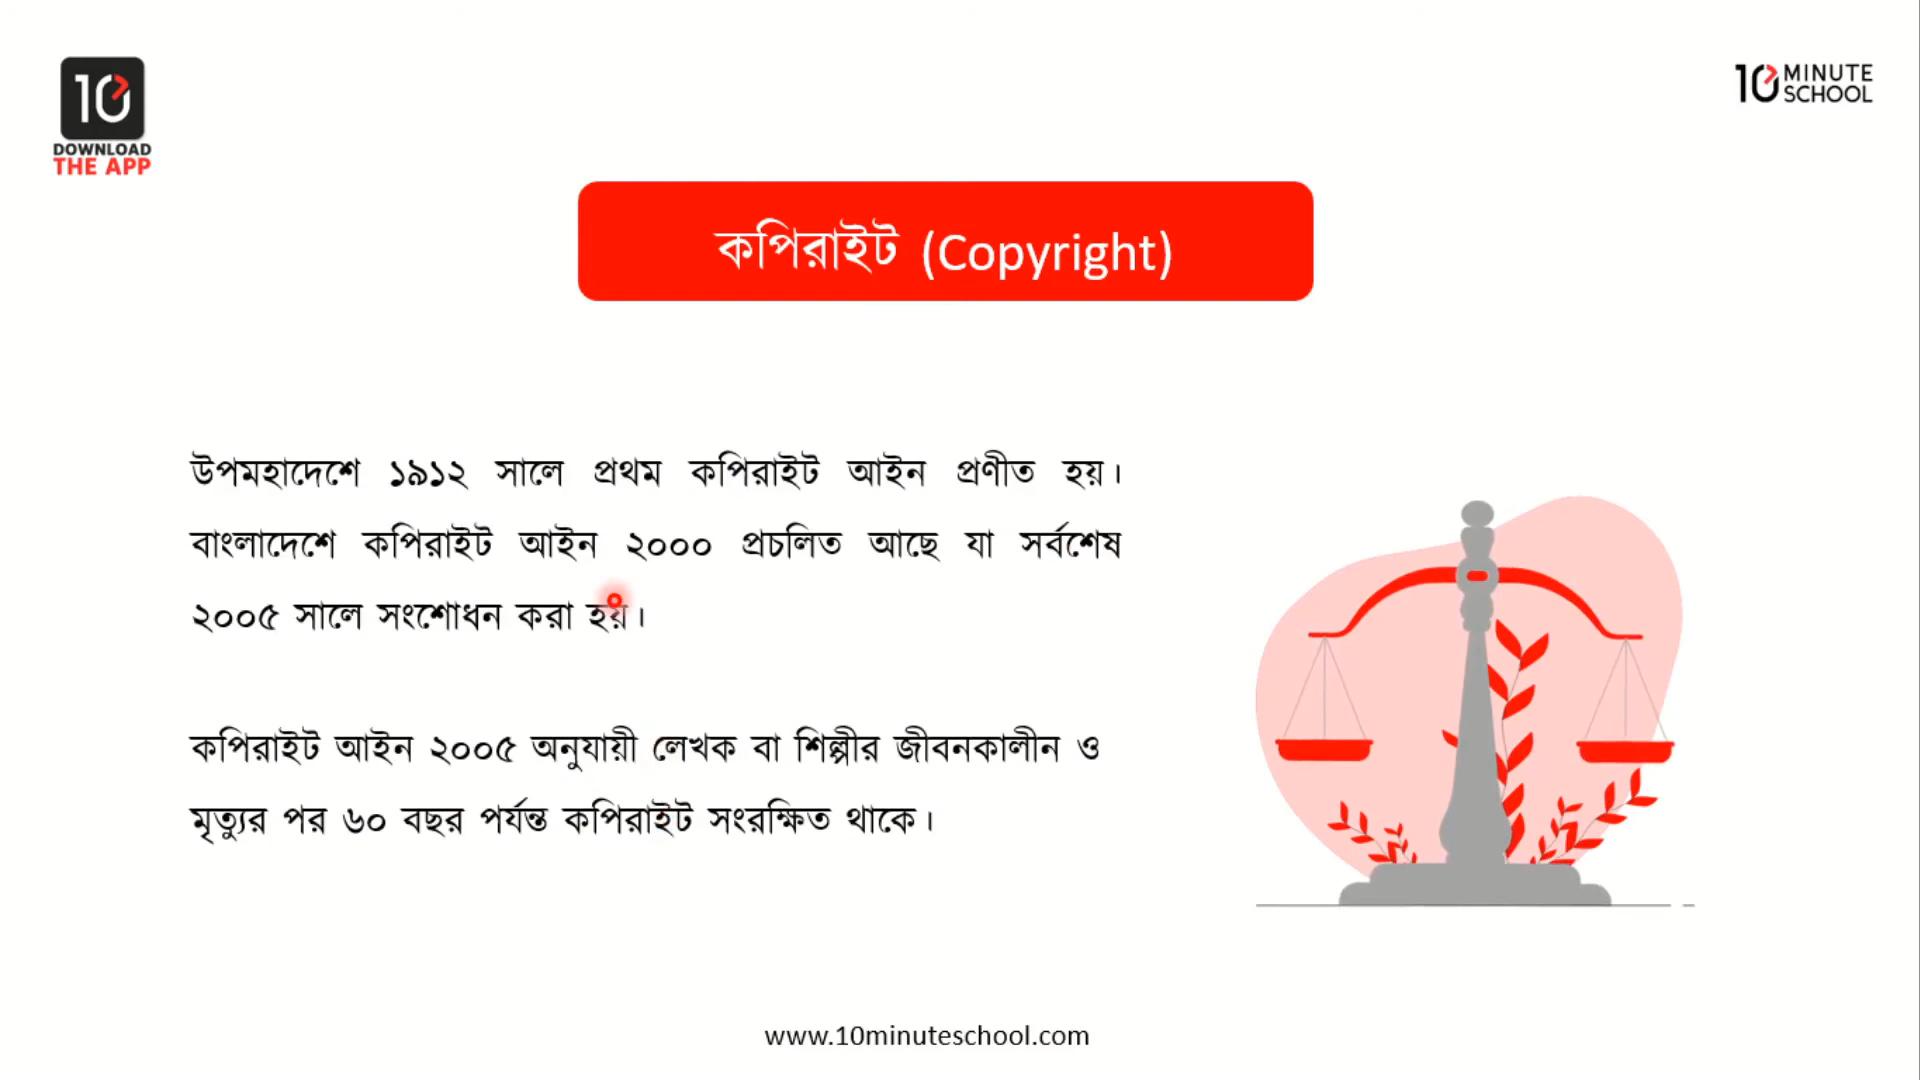 10
DOWNLOAD
THE APP
10 MINUTE
SCHOOL
কপিরাইট (Copyright)
উপমহাদেশে ১৯১২ সালে প্রথম কপিরাইট আইন প্রণীত হয়।
বাংলাদেশে কপিরাইট আইন ২০০০ প্রচলিত আছে যা সর্বশেষ
২০০৫ সালে সংশোধন করা হয়।
কপিরাইট আইন ২০০৫ অনুযায়ী লেখক বা শিল্পীর জীবনকালীন ও
মৃত্যুর পর ৬০ বছর পর্যন্ত কপিরাইট সংরক্ষিত থাকে।
www.10minuteschool.com